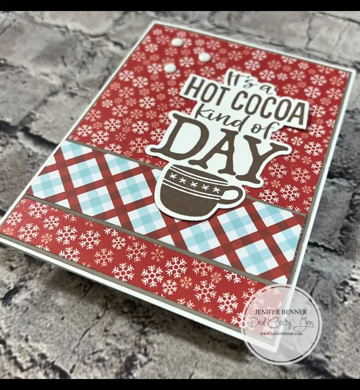 It's a
HOT COCOA
kind of
DAY
JENIFER BENNER